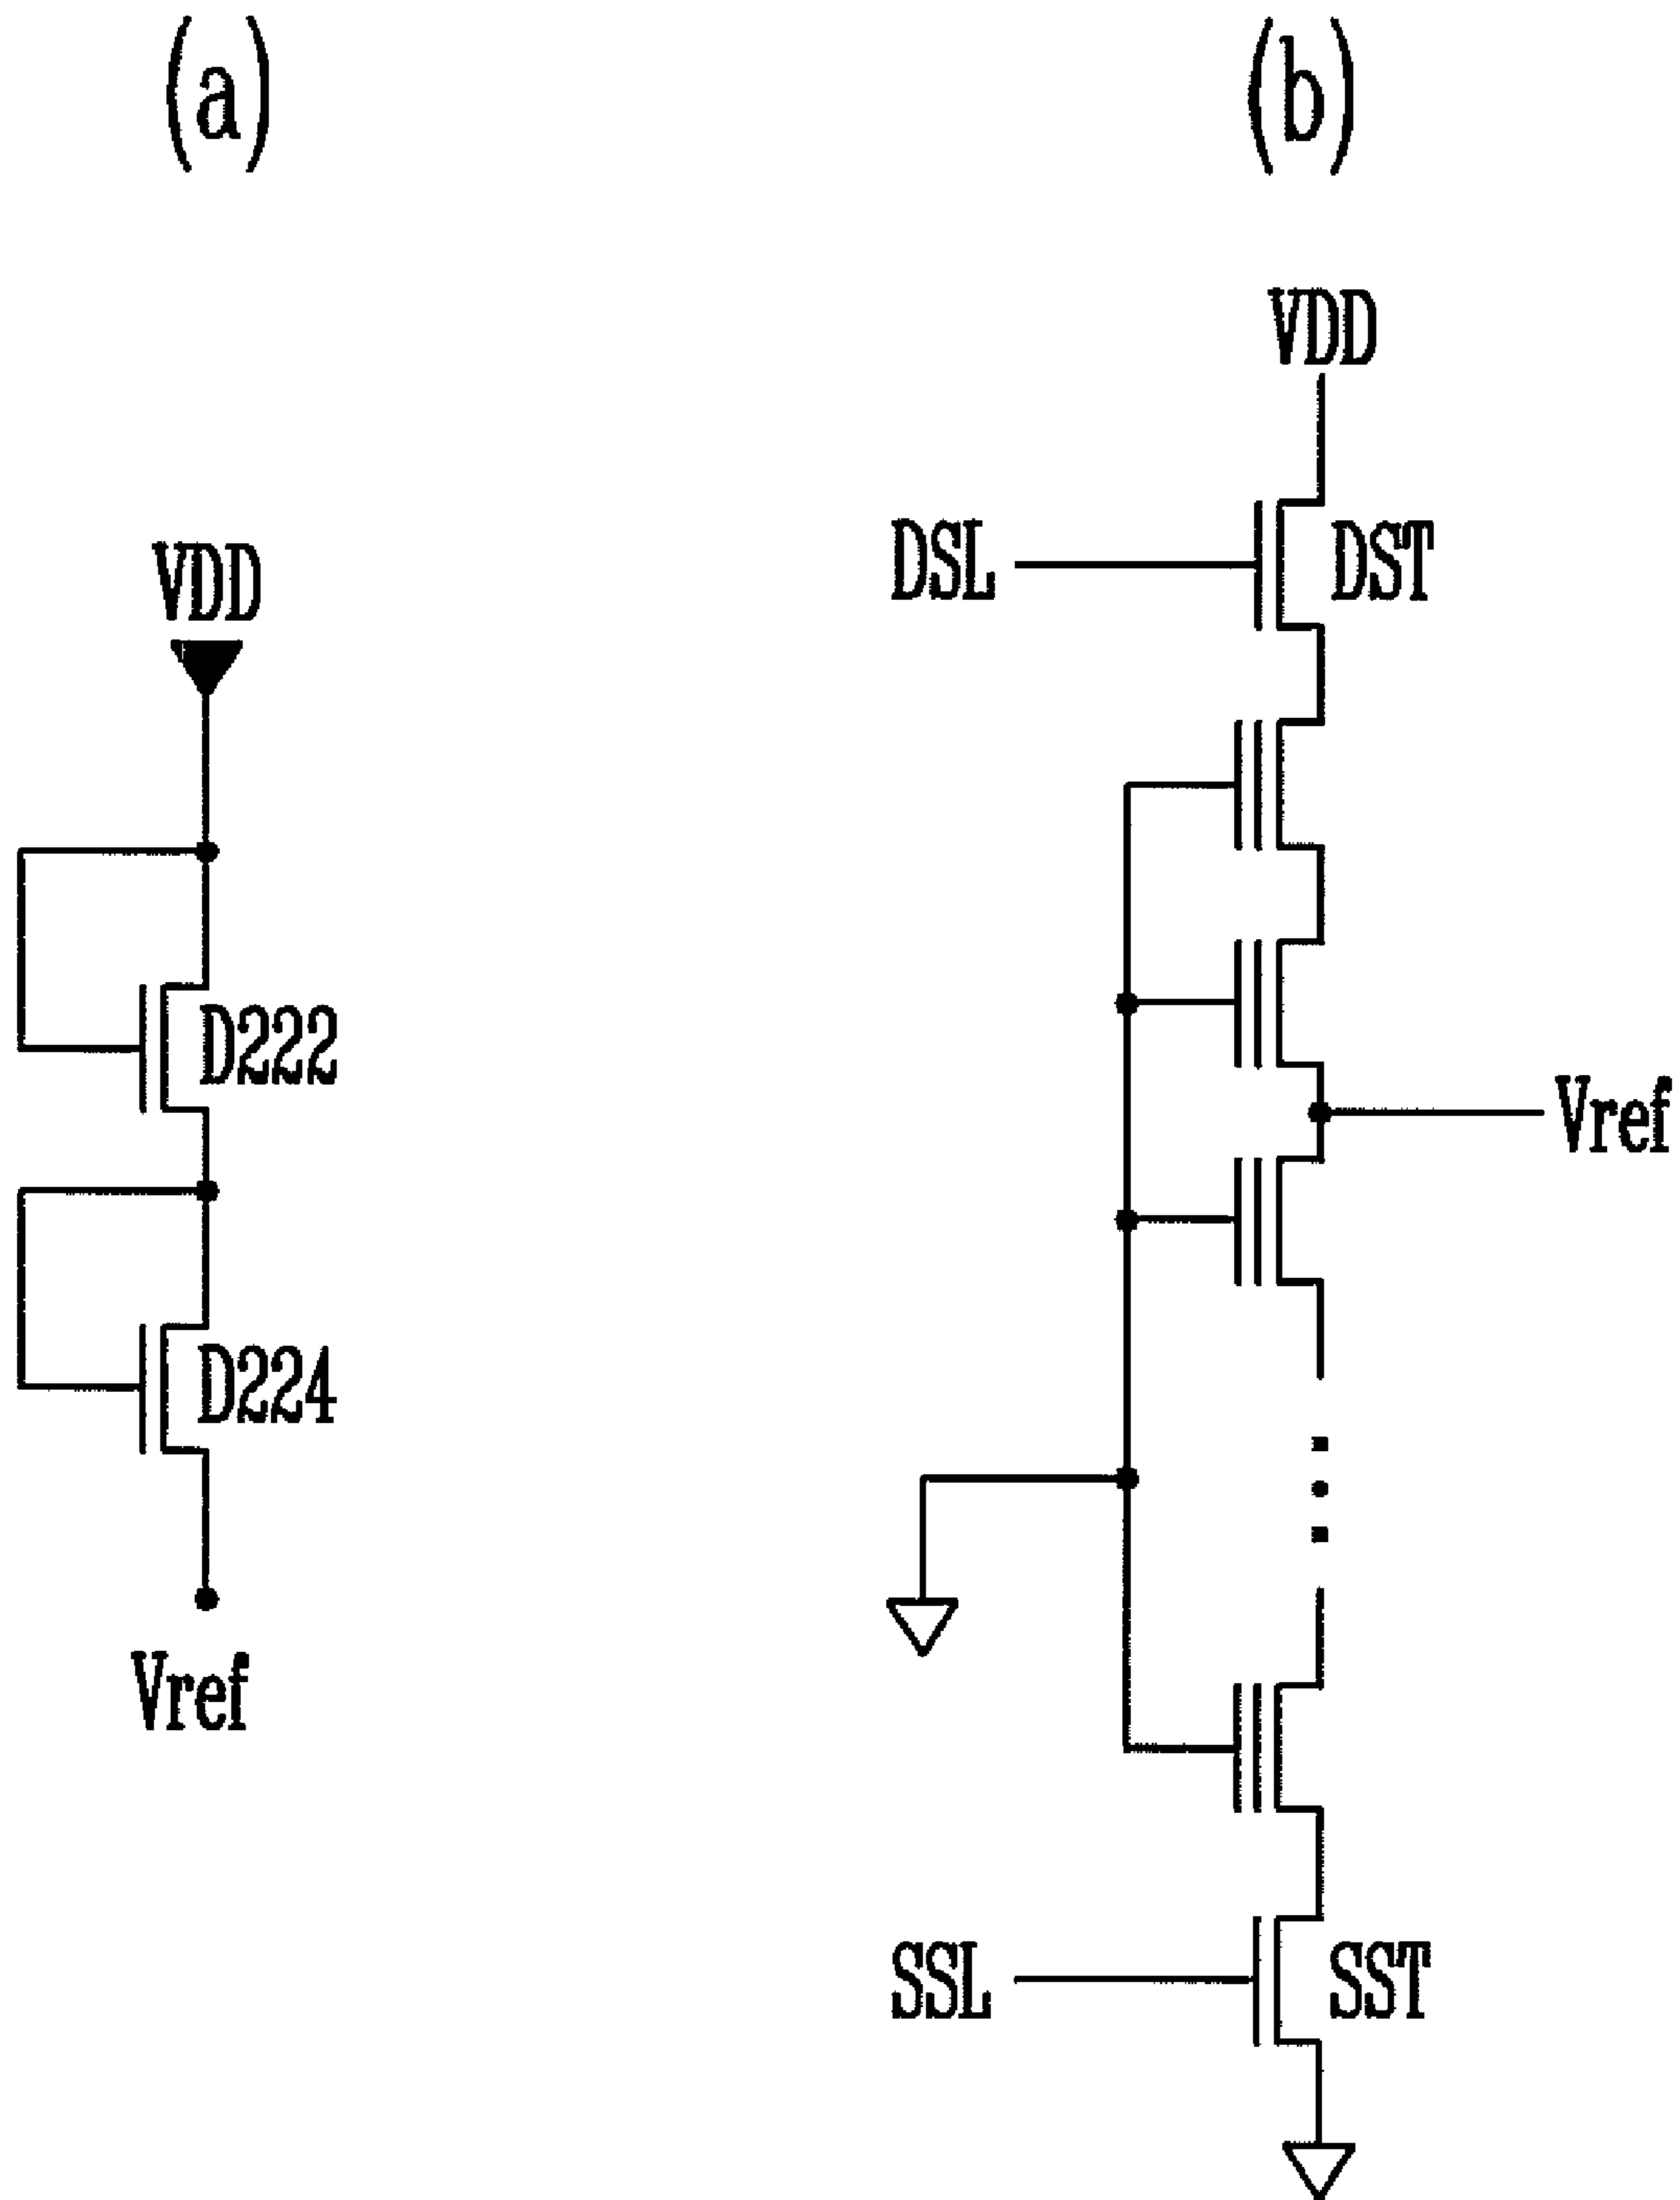 (a)
VDD
D222
D224
Vref
(b)
VDD
DSL
DST
Vref
SSL
SST